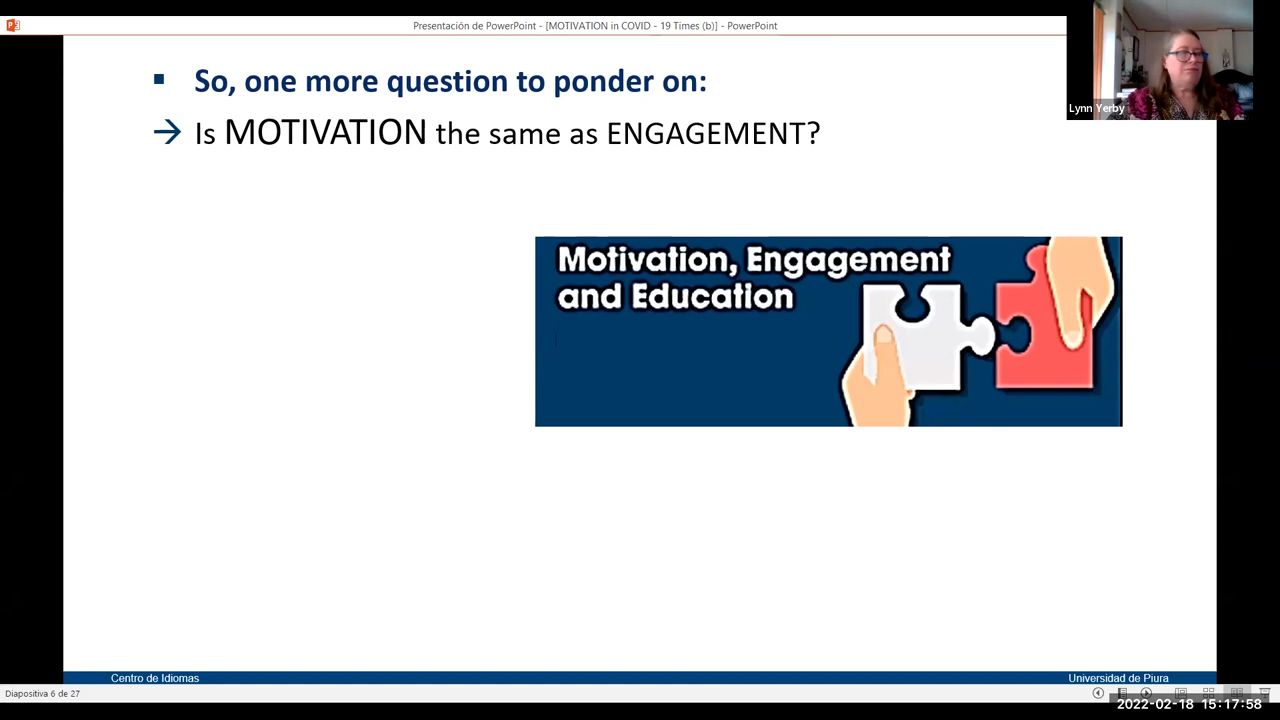 Presentación de PowerPoint - [MOTIVATION in COVID - 19 Times (b)] - PowerPoint
So, one more question to ponder on:
→ Is MOTIVATION the same as ENGAGEMENT?
Lynn Yerby
Motivation, Engagement
and Education
Centro de Idiomas
Universidad de Piura
Diapositiva 6 de 27
2022-02-18 15:17:58